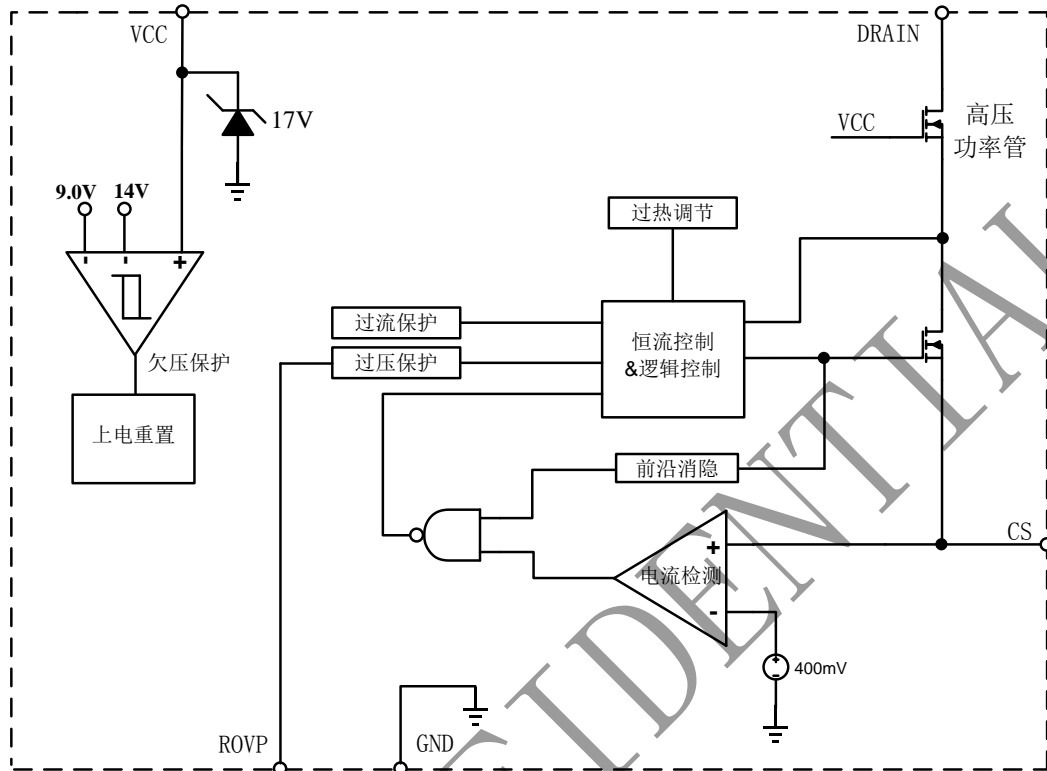 VCC
DRAIN
17V
VCC
高压
功率管
9.0V
14V
-
-
+
过热调节
过流保护
恒流控制
&逻辑控制
过压保护
欠压保护
上电重置
前沿消隐
CS
+
电流检测
-
+
-
400mV
ROVP
GND
IDENTIAL